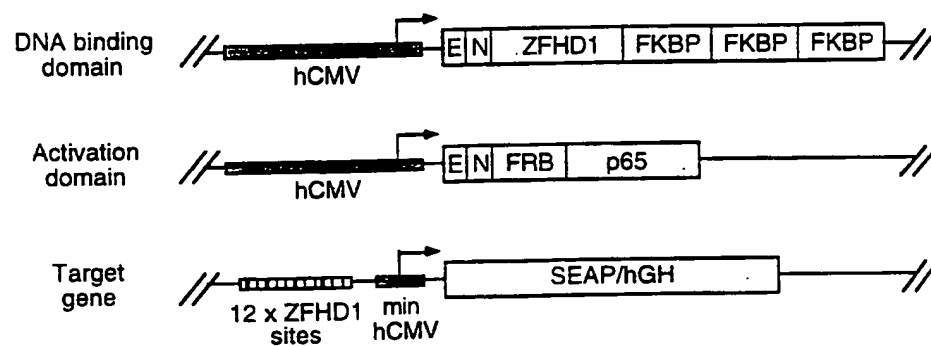 DNA binding
domain
E N ZFHD1 FKBP FKBP FKBP
hCMV
Activation
domain
E N FRB p65
hCMV
Target
gene
SEAP/hGH
12 x ZFHD1
sites
min
hCMV